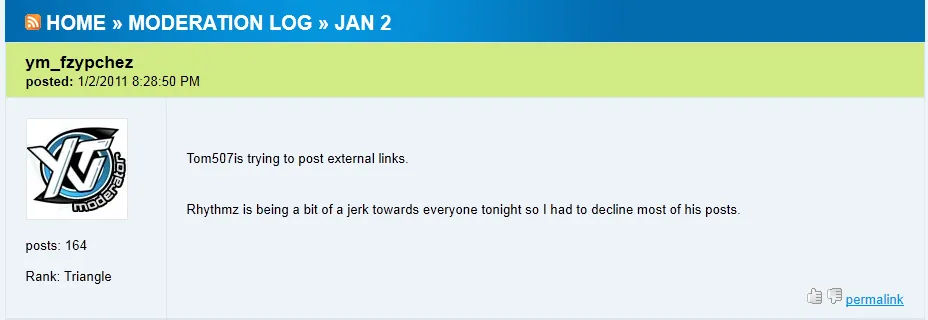 HOME » MODERATION LOG » JAN 2
ym_fzypchez
posted: 1/2/2011 8:28:50 PM
YTV
moderator
Tom507is trying to post external links.
Rhythmz is being a bit of a jerk towards everyone tonight so I had to decline most of his posts.
posts: 164
Rank: Triangle
permalink